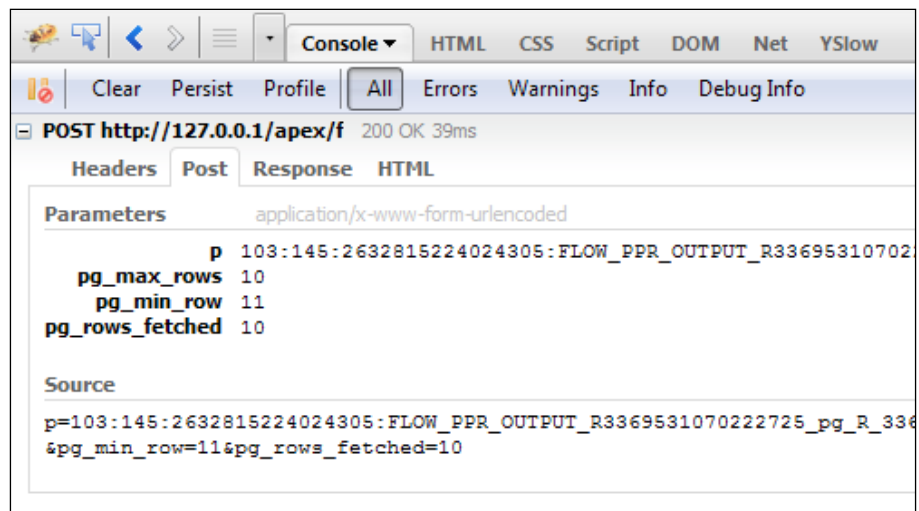 Console HTML CSS Script DOM Net YSlow
Clear Persist Profile All Errors Warnings Info Debug Info
POST http://127.0.0.1/apex/f 200 OK 39ms
Headers Post Response HTML
Parameters application/x-www-form-urlencoded
p 103:145:2632815224024305:FLOW_PPR_OUTPUT_R33695310702
pg_max_rows 10
pg_min_row 11
pg_rows_fetched 10
Source
p=103:145:2632815224024305:FLOW_PPR_OUTPUT_R3369531070222725_pg_R_336
&pg_min_row=11&pg_rows_fetched=10